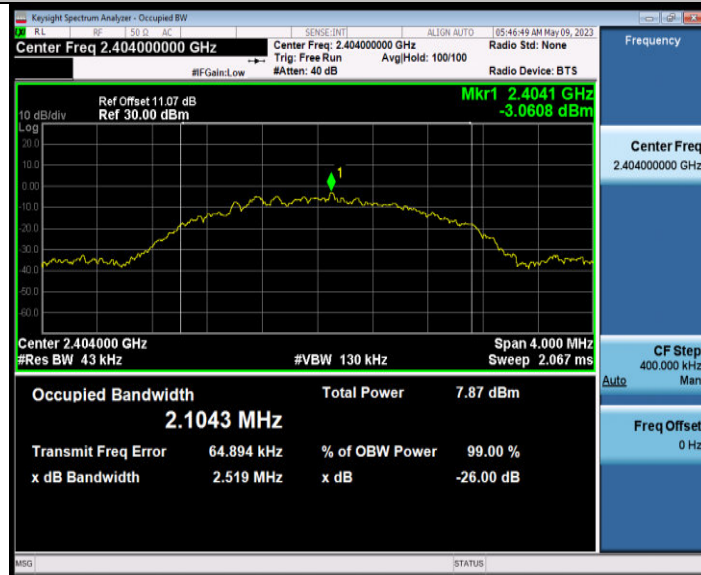 Keysight Spectrum Analyzer - Occupied BW
RL RF 50 Ω AC SENSE:INT ALIGN AUTO 05:46:49 AM May 09, 2023
Center Freq 2.404000000 GHz
Center Freq: 2.404000000 GHz
Radio Std: None
Trig: Free Run Avg|Hold: 100/100
#IFGain:Low #Atten: 40 dB Radio Device: BTS
Ref Offset 11.07 dB
10 dB/div Ref 30.00 dBm
Mkr1 2.4041 GHz
-3.0608 dBm
Log
20.0
10.0
0.00
-10.0
-20.0
-30.0
-40.0
-50.0
-60.0
1
Center 2.404000 GHz Span 4.000 MHz
#Res BW 43 kHz #VBW 130 kHz Sweep 2.067 ms
Occupied Bandwidth Total Power 7.87 dBm
2.1043 MHz
Transmit Freq Error 64.894 kHz % of OBW Power 99.00 %
x dB Bandwidth 2.519 MHz x dB -26.00 dB
MSG STATUS
Frequency
Center Freq
2.404000000 GHz
CF Step
400.000 kHz
Auto Man
Freq Offset
0 Hz